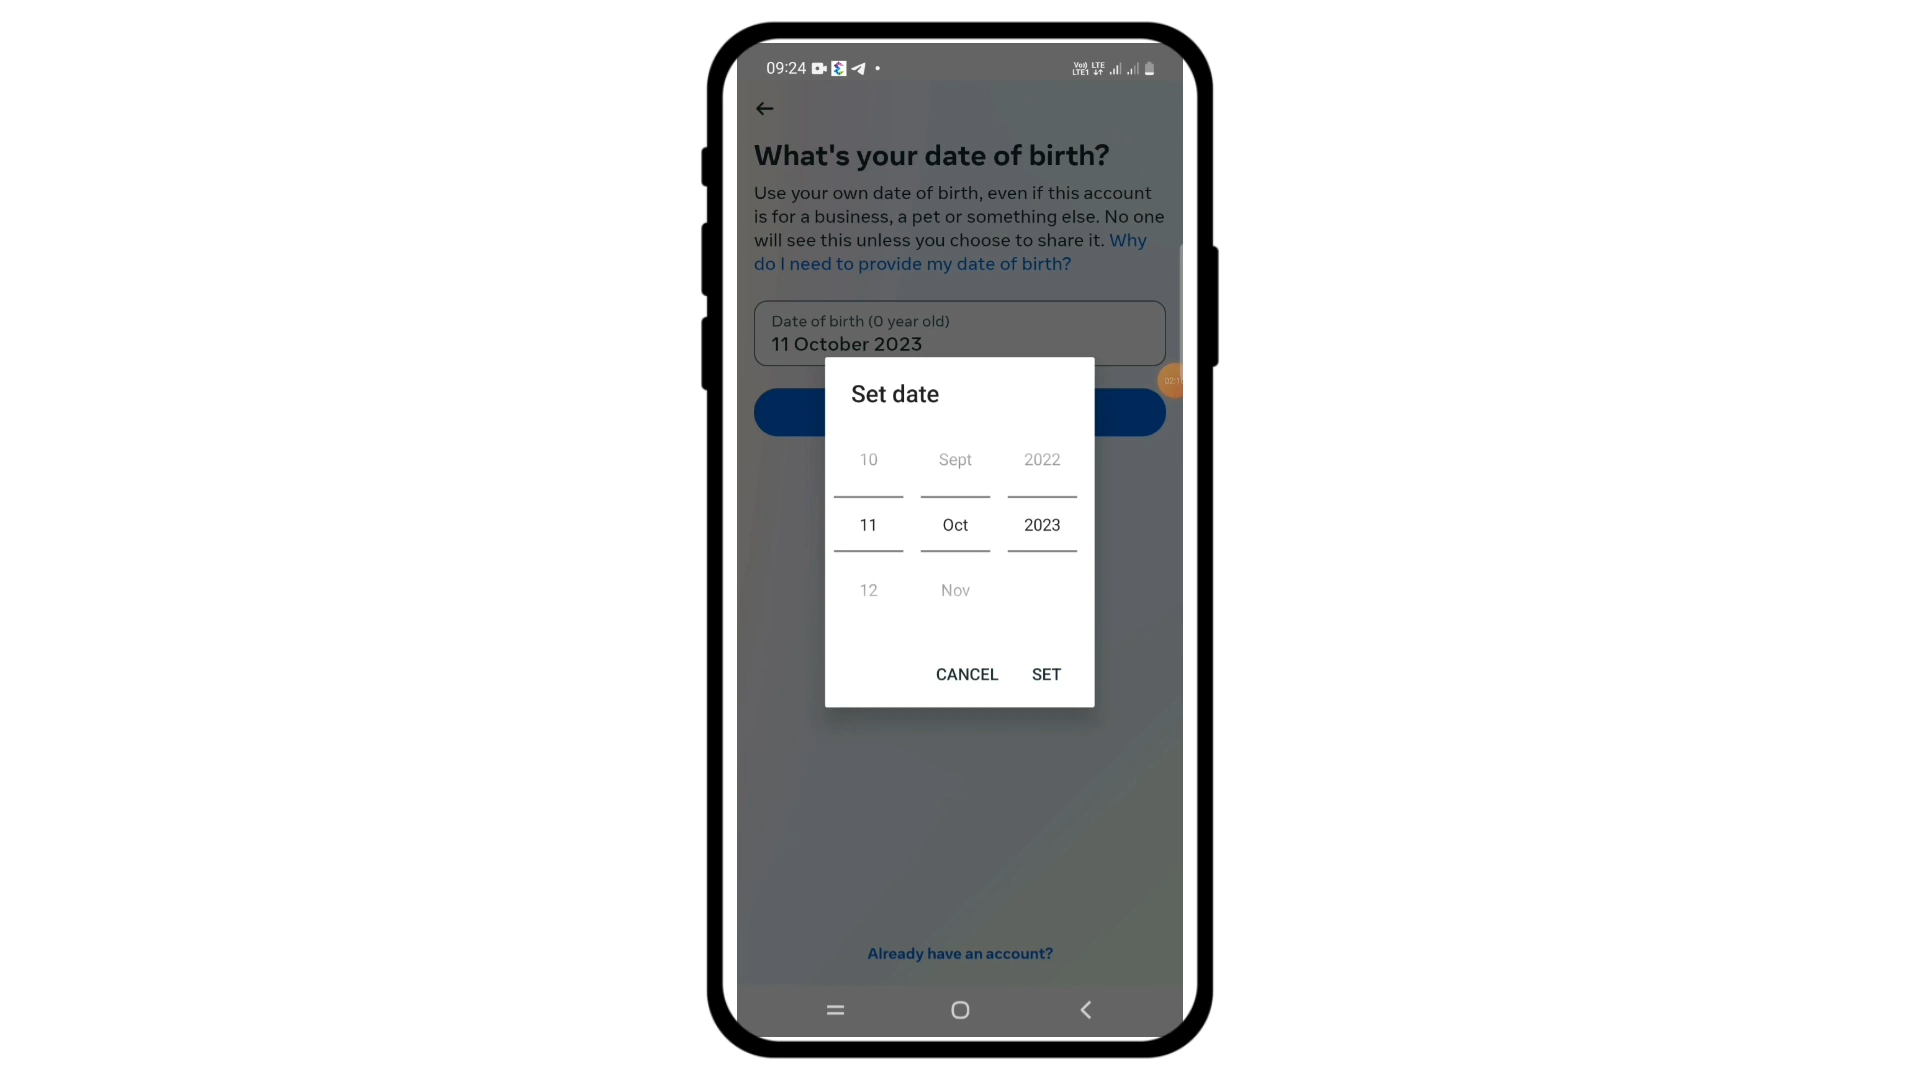 09:24
Vo) LTE
LTE1
What's your date of birth?
Use your own date of birth, even if this account
is for a business, a pet or something else. No one
will see this unless you choose to share it. Why
do I need to provide my date of birth?
Date of birth (0 year old)
11 October 2023
Set date
10 Sept 2022
11 Oct 2023
12 Nov
CANCEL SET
Already have an account?